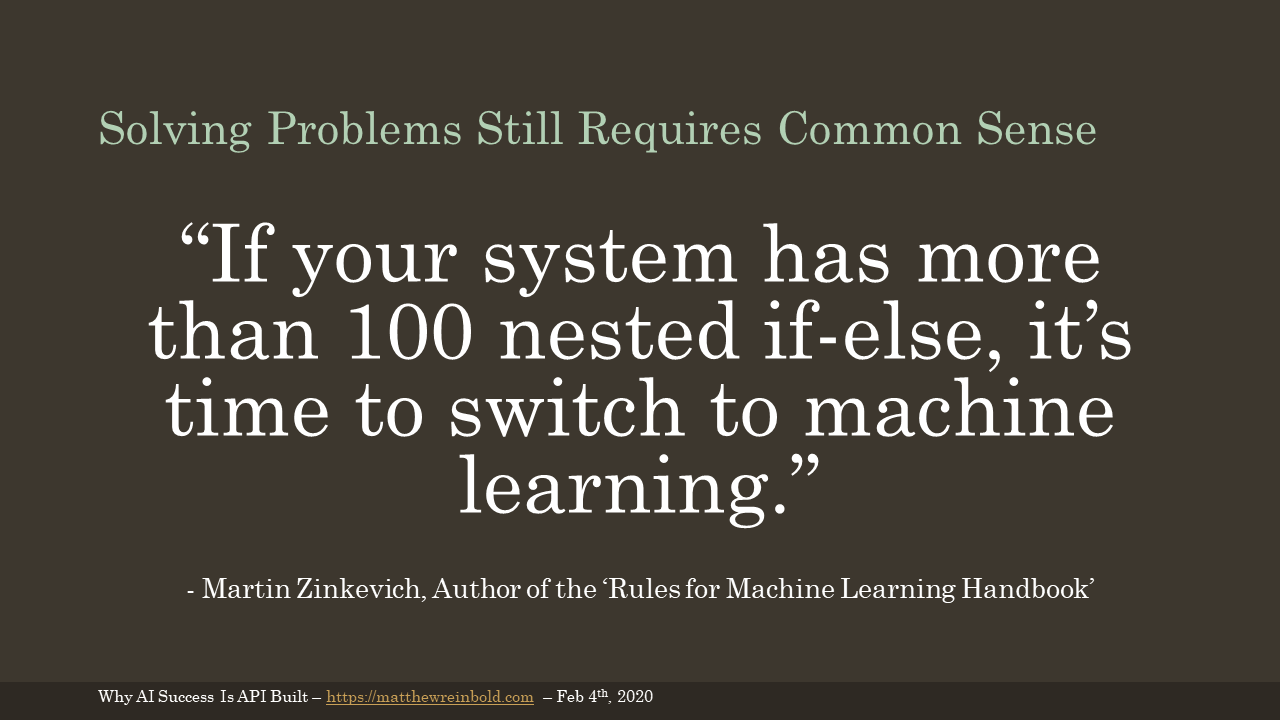 Solving Problems Still Requires Common Sense
“If your system has more
than 100 nested if-else, it’s
time to switch to machine
learning.”
- Martin Zinkevich, Author of the ‘Rules for Machine Learning Handbook’
Why AI Success Is API Built – https://matthewreinbold.com – Feb 4th, 2020